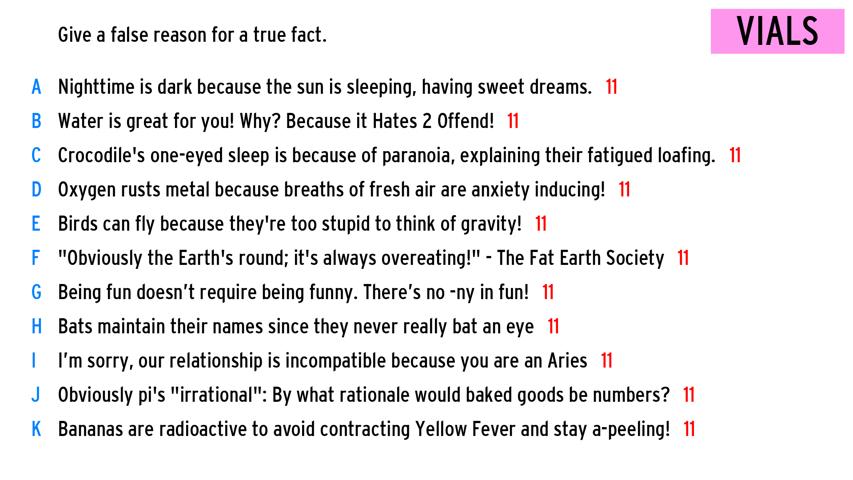 VIALS
Give a false reason for a true fact.
A Nighttime is dark because the sun is sleeping, having sweet dreams. 11
B Water is great for you! Why? Because it Hates 2 Offend! 11
C Crocodile's one-eyed sleep is because of paranoia, explaining their fatigued loafing. 11
D Oxygen rusts metal because breaths of fresh air are anxiety inducing! 11
E Birds can fly because they're too stupid to think of gravity! 11
F "Obviously the Earth's round; it's always overeating!" - The Fat Earth Society 11
G Being fun doesn’t require being funny. There’s no -ny in fun! 11
H Bats maintain their names since they never really bat an eye 11
I I’m sorry, our relationship is incompatible because you are an Aries 11
J Obviously pi's "irrational": By what rationale would baked goods be numbers? 11
K Bananas are radioactive to avoid contracting Yellow Fever and stay a-peeling! 11